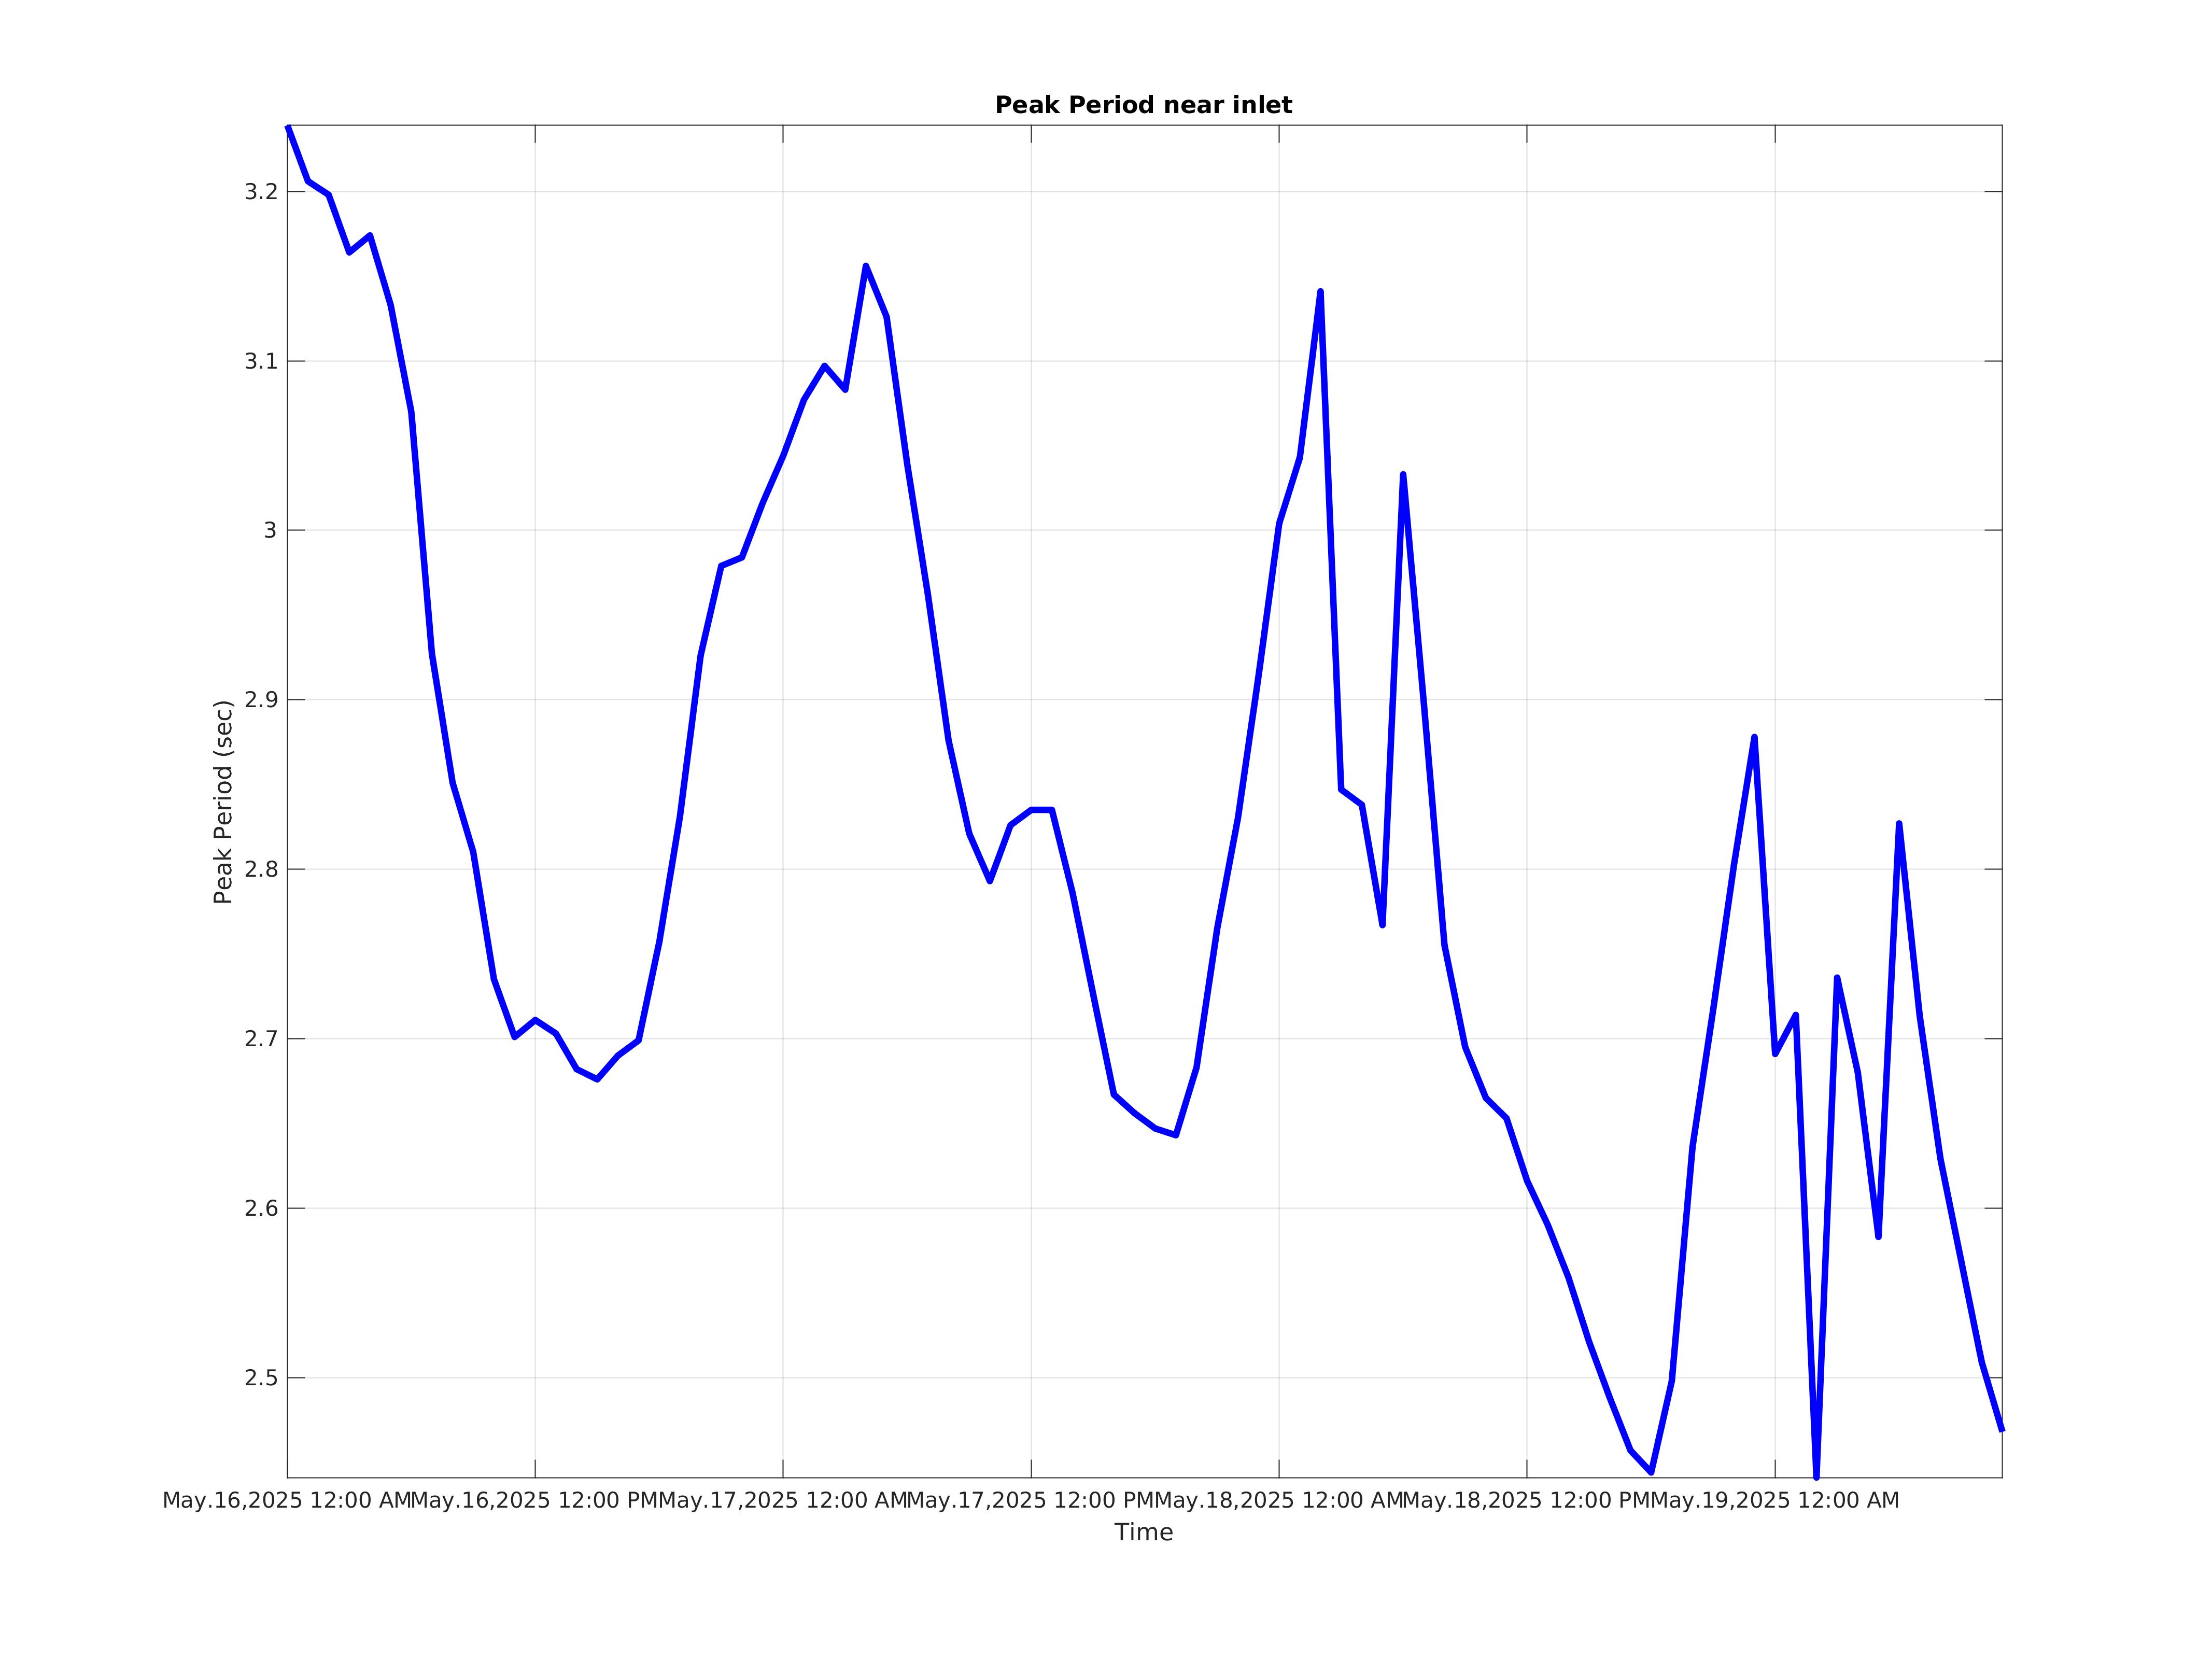 Peak Period near inlet
Peak Period (sec)
3.2
3.1
3
2.9
2.8
2.7
2.6
2.5
May.16,2025 12:00 AM
May.16,2025 12:00 PM
May.17,2025 12:00 AM
May.17,2025 12:00 PM
May.18,2025 12:00 AM
May.18,2025 12:00 PM
May.19,2025 12:00 AM
Time